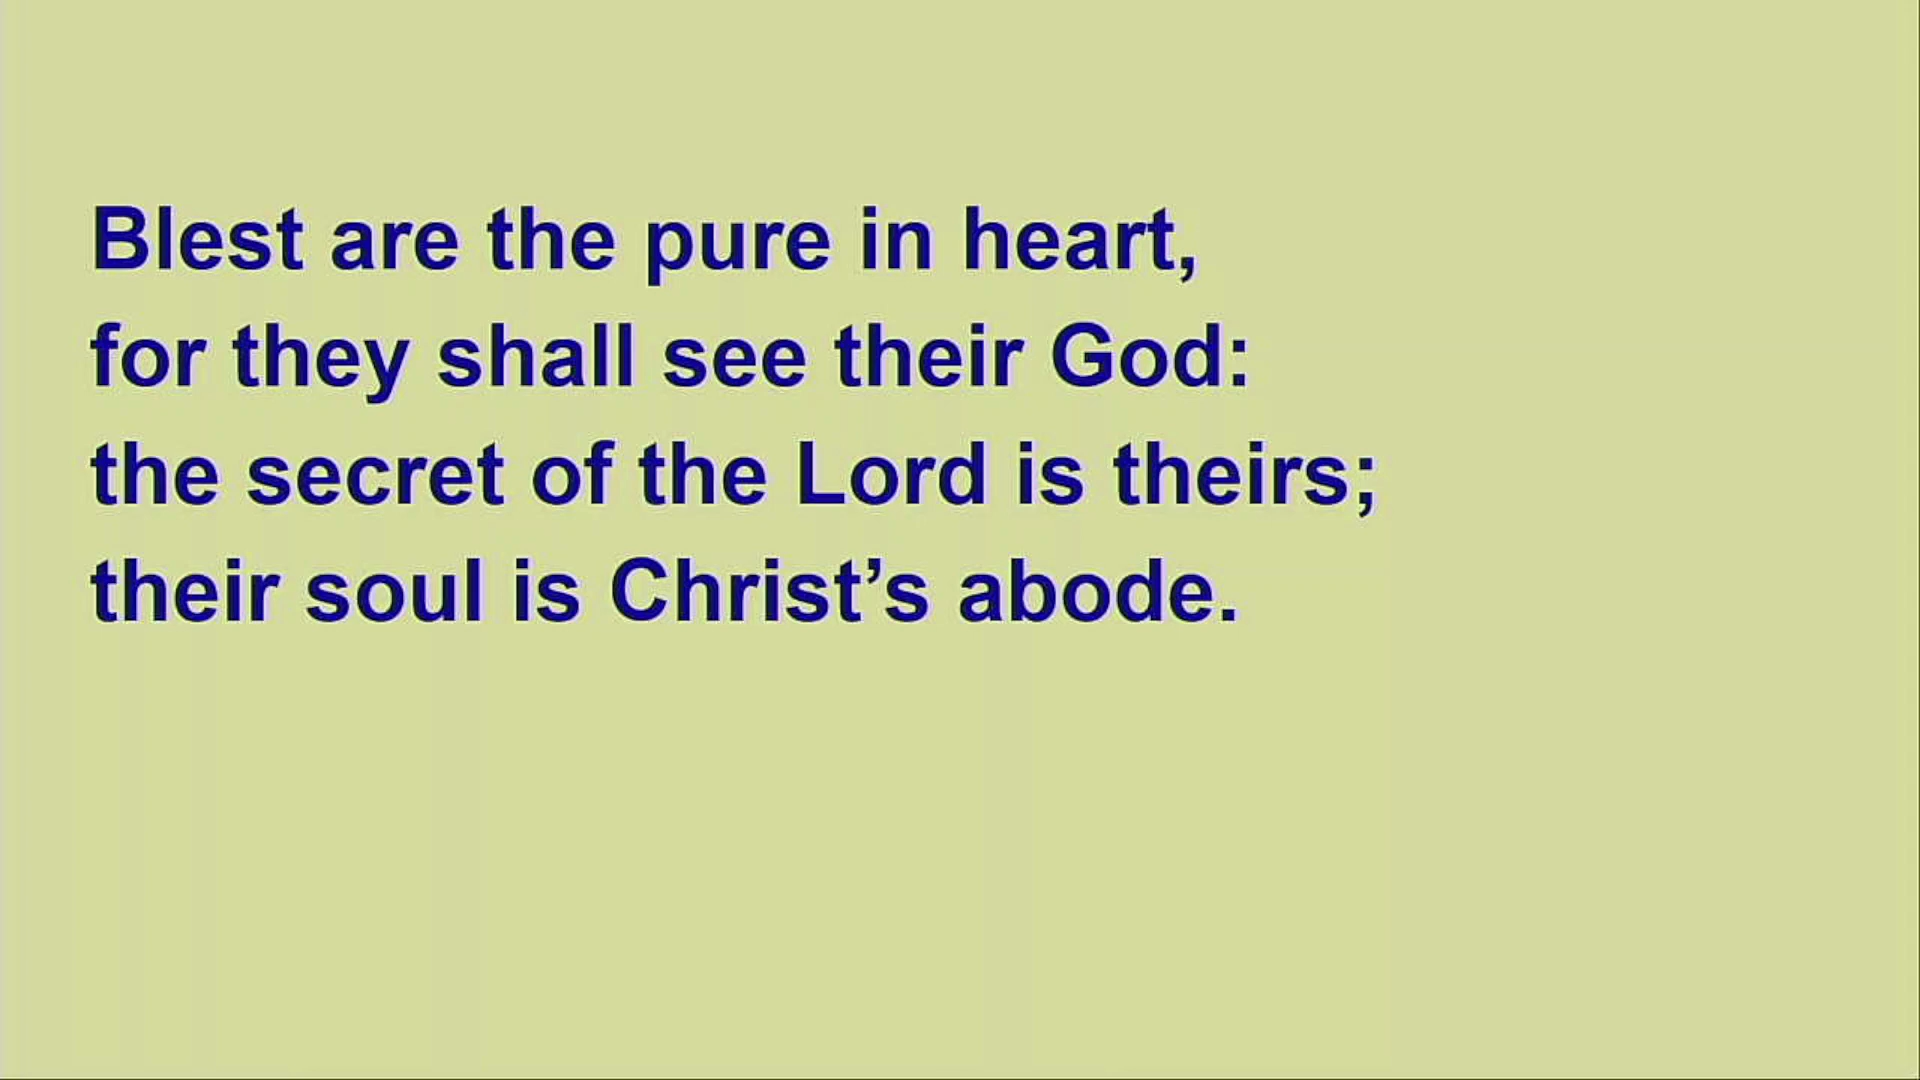 Blest are the pure in heart,
for they shall see their God:
the secret of the Lord is theirs;
their soul is Christ’s abode.